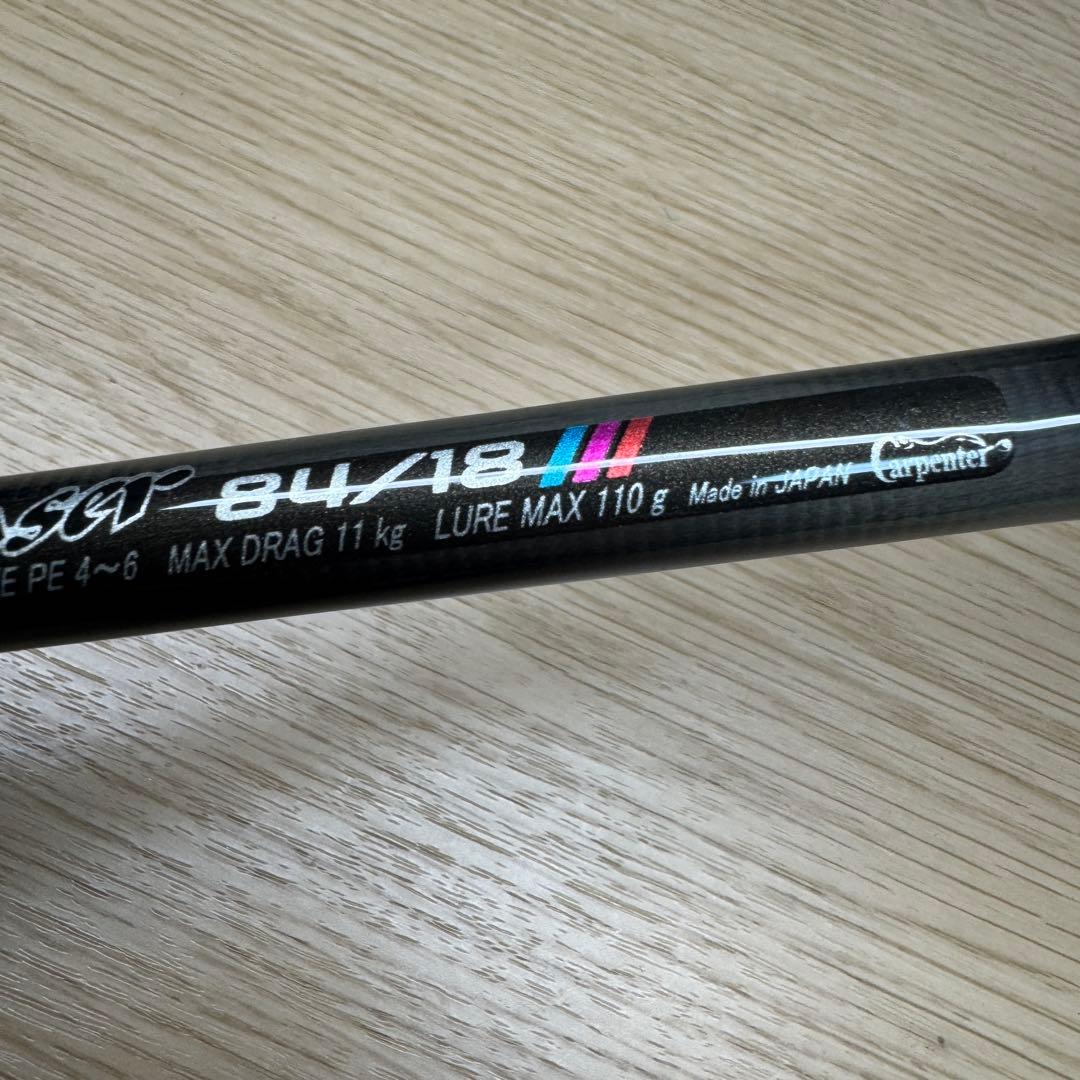 84/18
E PE 4～6 MAX DRAG 11 kg LURE MAX 110 g Made in JAPAN Carpenter